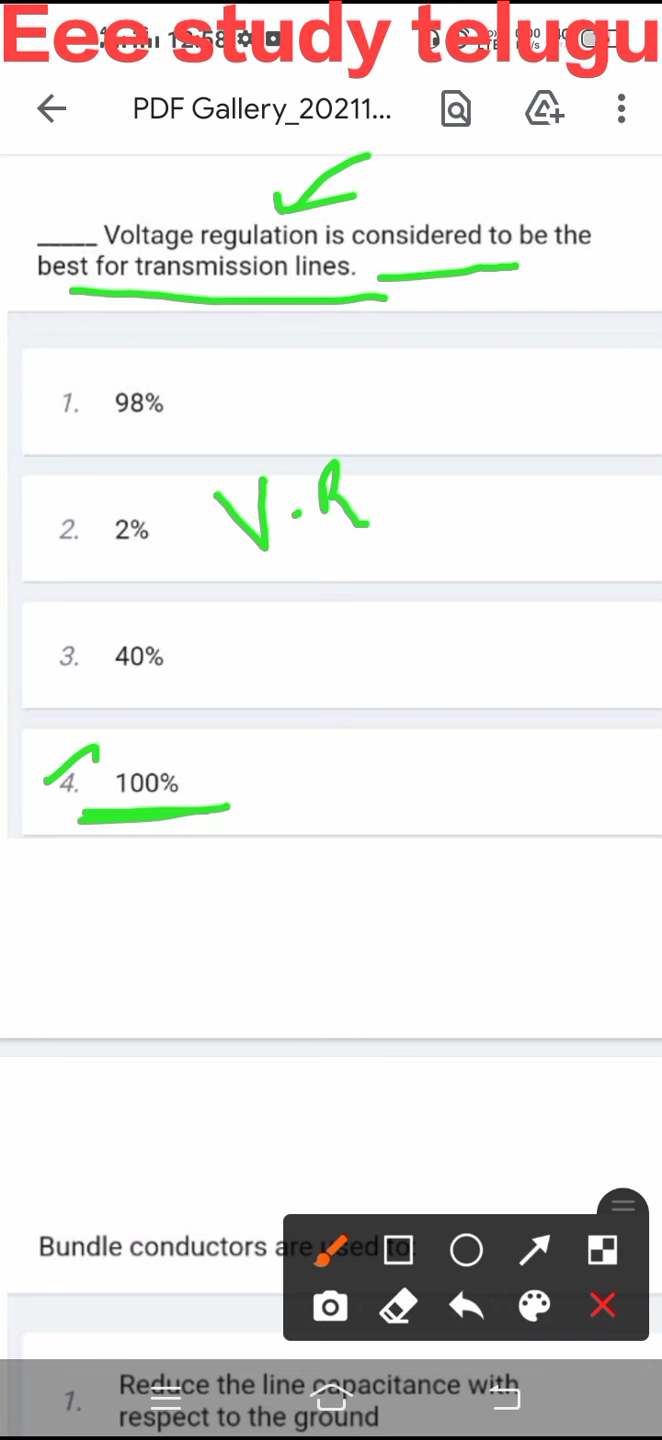 Eee study telugu
12:58
PDF Gallery_20211...
_____ Voltage regulation is considered to be the
best for transmission lines.
1. 98%
2. 2%
V.R
3. 40%
4. 100%
Bundle conductors are used to:
1. Reduce the line capacitance with
respect to the ground